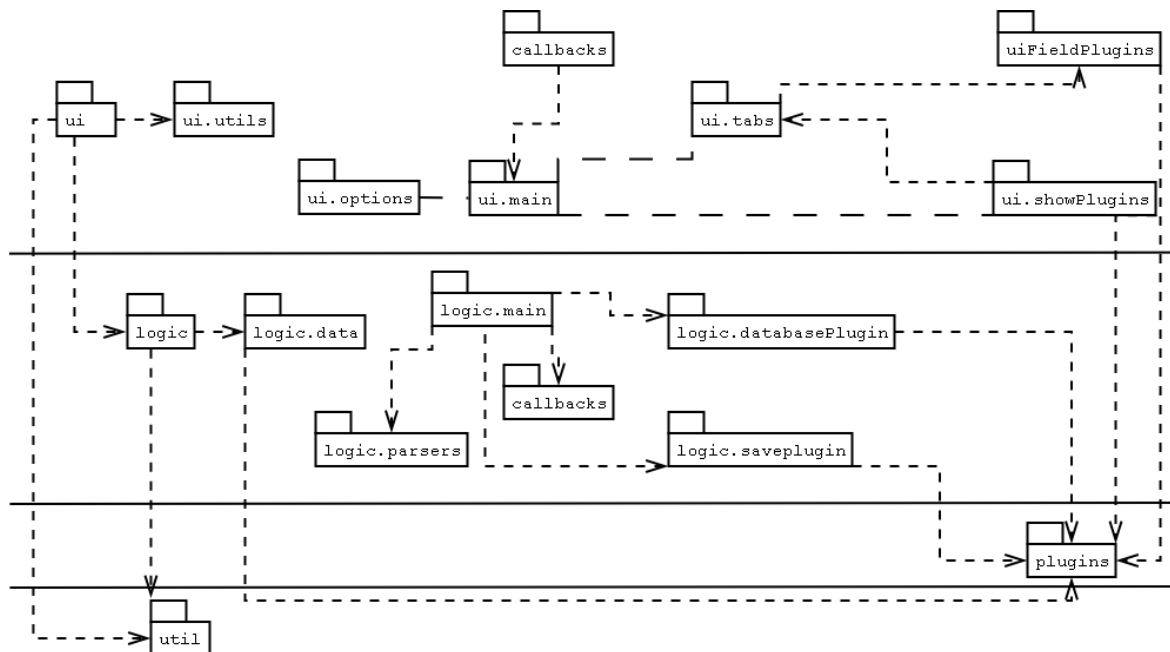 callbacks
uiFieldPlugins
ui
ui.utils
ui.tabs
ui.options
ui.main
ui.showPlugins
logic.main
logic
logic.data
logic.databasePlugin
callbacks
logic.parsers
logic.saveplugin
plugins
util